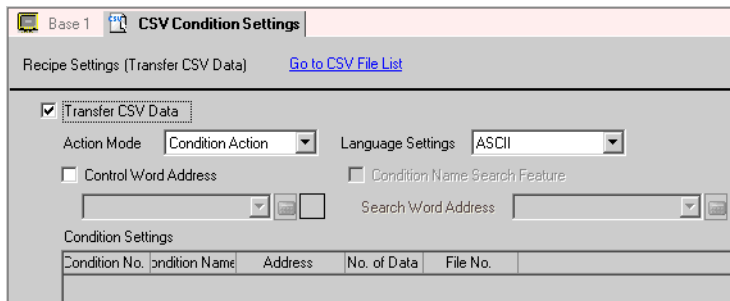 Base 1 CSV CSV Condition Settings
Recipe Settings (Transfer CSV Data) Go to CSV File List
Transfer CSV Data
Action Mode Condition Action Language Settings ASCII
Control Word Address Condition Name Search Feature
Search Word Address
Condition Settings
Condition No. ondition Name Address No. of Data File No.